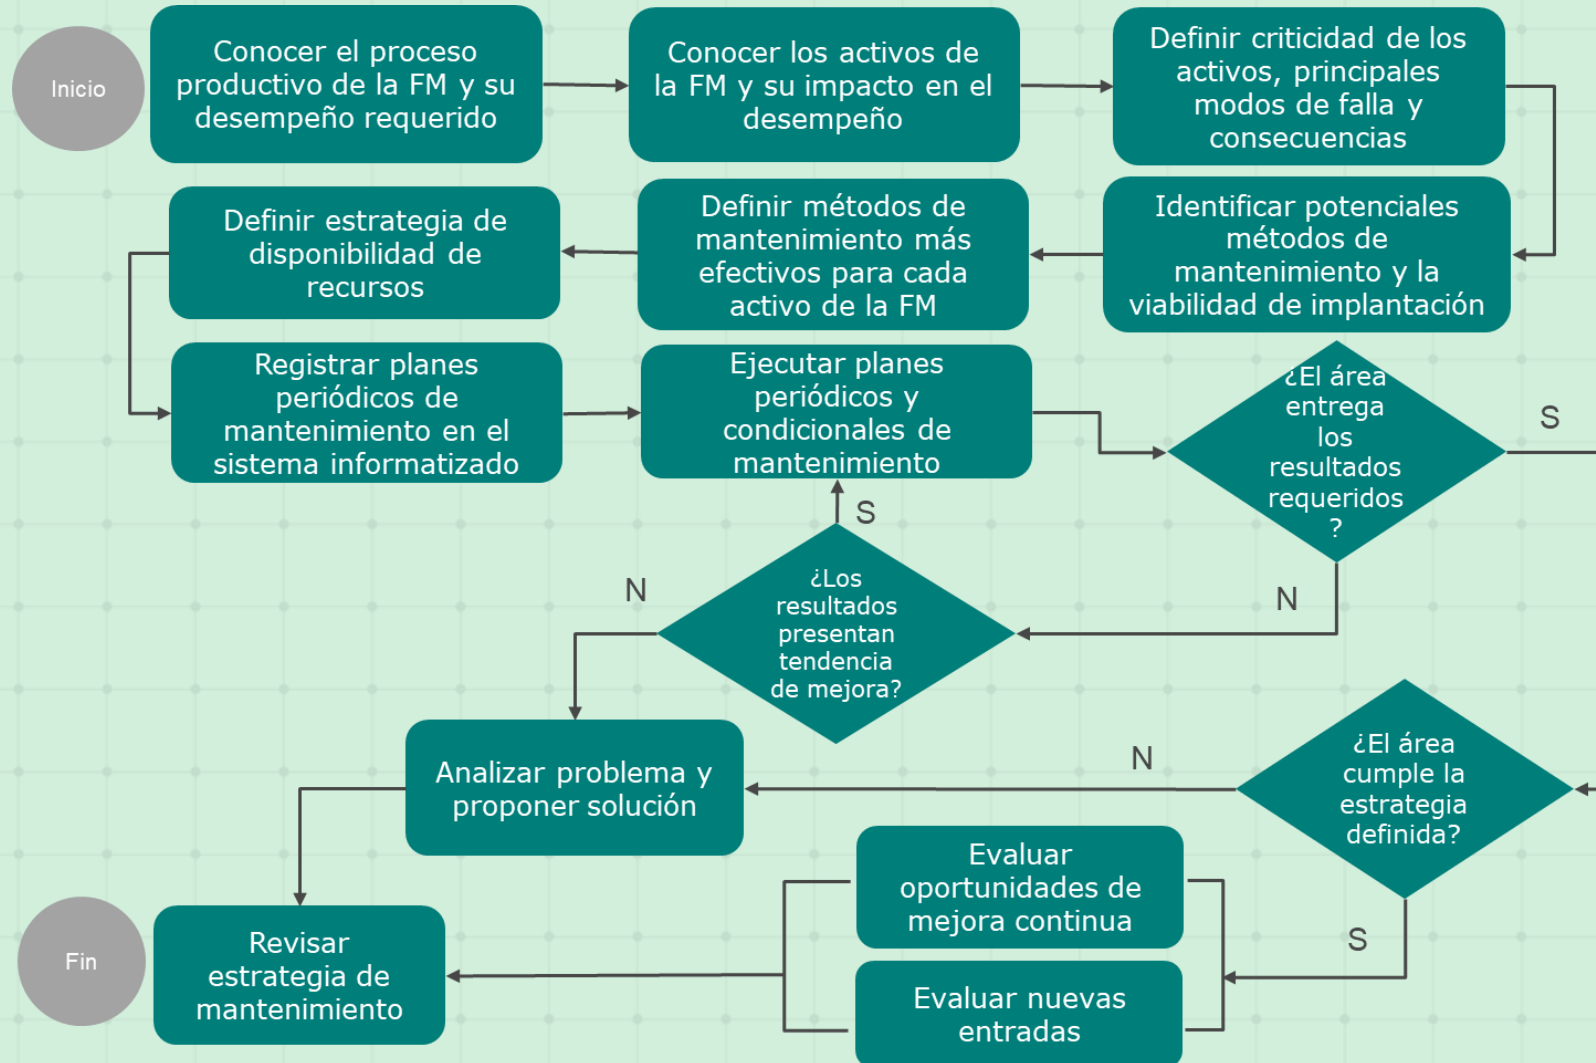 Inicio
Conocer el proceso
productivo de la FM y su
desempeño requerido
Conocer los activos de
la FM y su impacto en el
desempeño
Definir criticidad de los
activos, principales
modos de falla y
consecuencias
Identificar potenciales
métodos de
mantenimiento y la
viabilidad de implantación
Definir métodos de
mantenimiento más
efectivos para cada
activo de la FM
Definir estrategia de
disponibilidad de
recursos
Registrar planes
periódicos de
mantenimiento en el
sistema informatizado
Ejecutar planes
periódicos y
condicionales de
mantenimiento
¿El área
entrega
los
resultados
requeridos
?
S
N
¿Los
resultados
presentan
tendencia
de mejora?
S
N
¿El área
cumple la
estrategia
definida?
N
S
Analizar problema y
proponer solución
Evaluar
oportunidades de
mejora continua
Evaluar nuevas
entradas
Revisar
estrategia de
mantenimiento
Fin